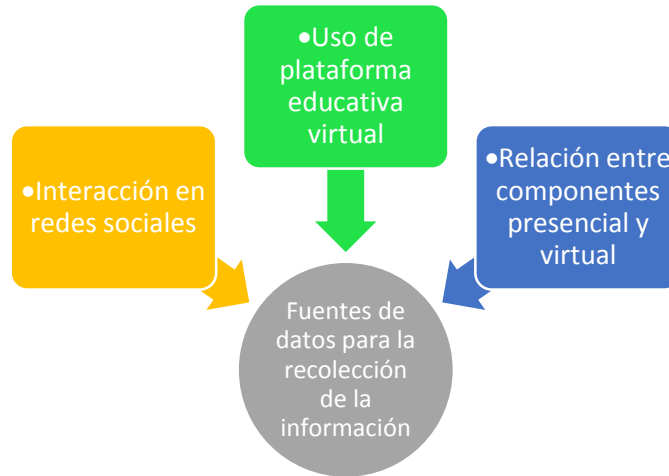 •Uso de
plataforma
educativa
virtual
•Interacción en
redes sociales
•Relación entre
componentes
presencial y
virtual
Fuentes de
datos para la
recolección
de la
información